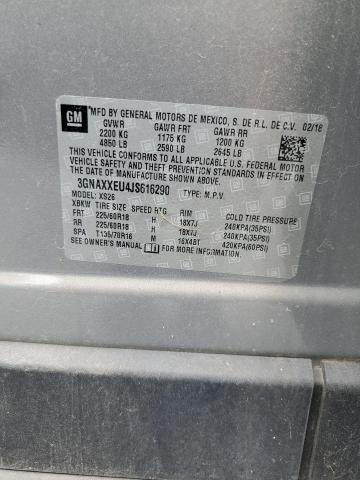 GM MFD BY GENERAL MOTORS DE MEXICO, S. DE R.L. DE C.V. 02/18
GVWR GAWR FRT GAWR RR
2200 KG 1175 KG 1200 KG
4850 LB 2590 LB 2645 LB
THIS VEHICLE CONFORMS TO ALL APPLICABLE U.S. FEDERAL MOTOR
VEHICLE SAFETY, BUMPER, AND THEFT PREVENTION STANDARDS IN EFFECT
ON THE DATE OF MANUFACTURE SHOWN ABOVE.
3GNAXXEU4JS616290 TYPE: M.P.V.
MODEL: XS26
XBKW TIRE SIZE SPEED RTG RIM COLD TIRE PRESSURE
FRT 225/60R18 H 18X7J 240KPA(35PSI)
RR 225/60R18 H 18X7J 240KPA(35PSI)
SPA T135/70R16 M 16X4BT 420KPA(60PSI)
SEE OWNER'S MANUAL FOR MORE INFORMATION.